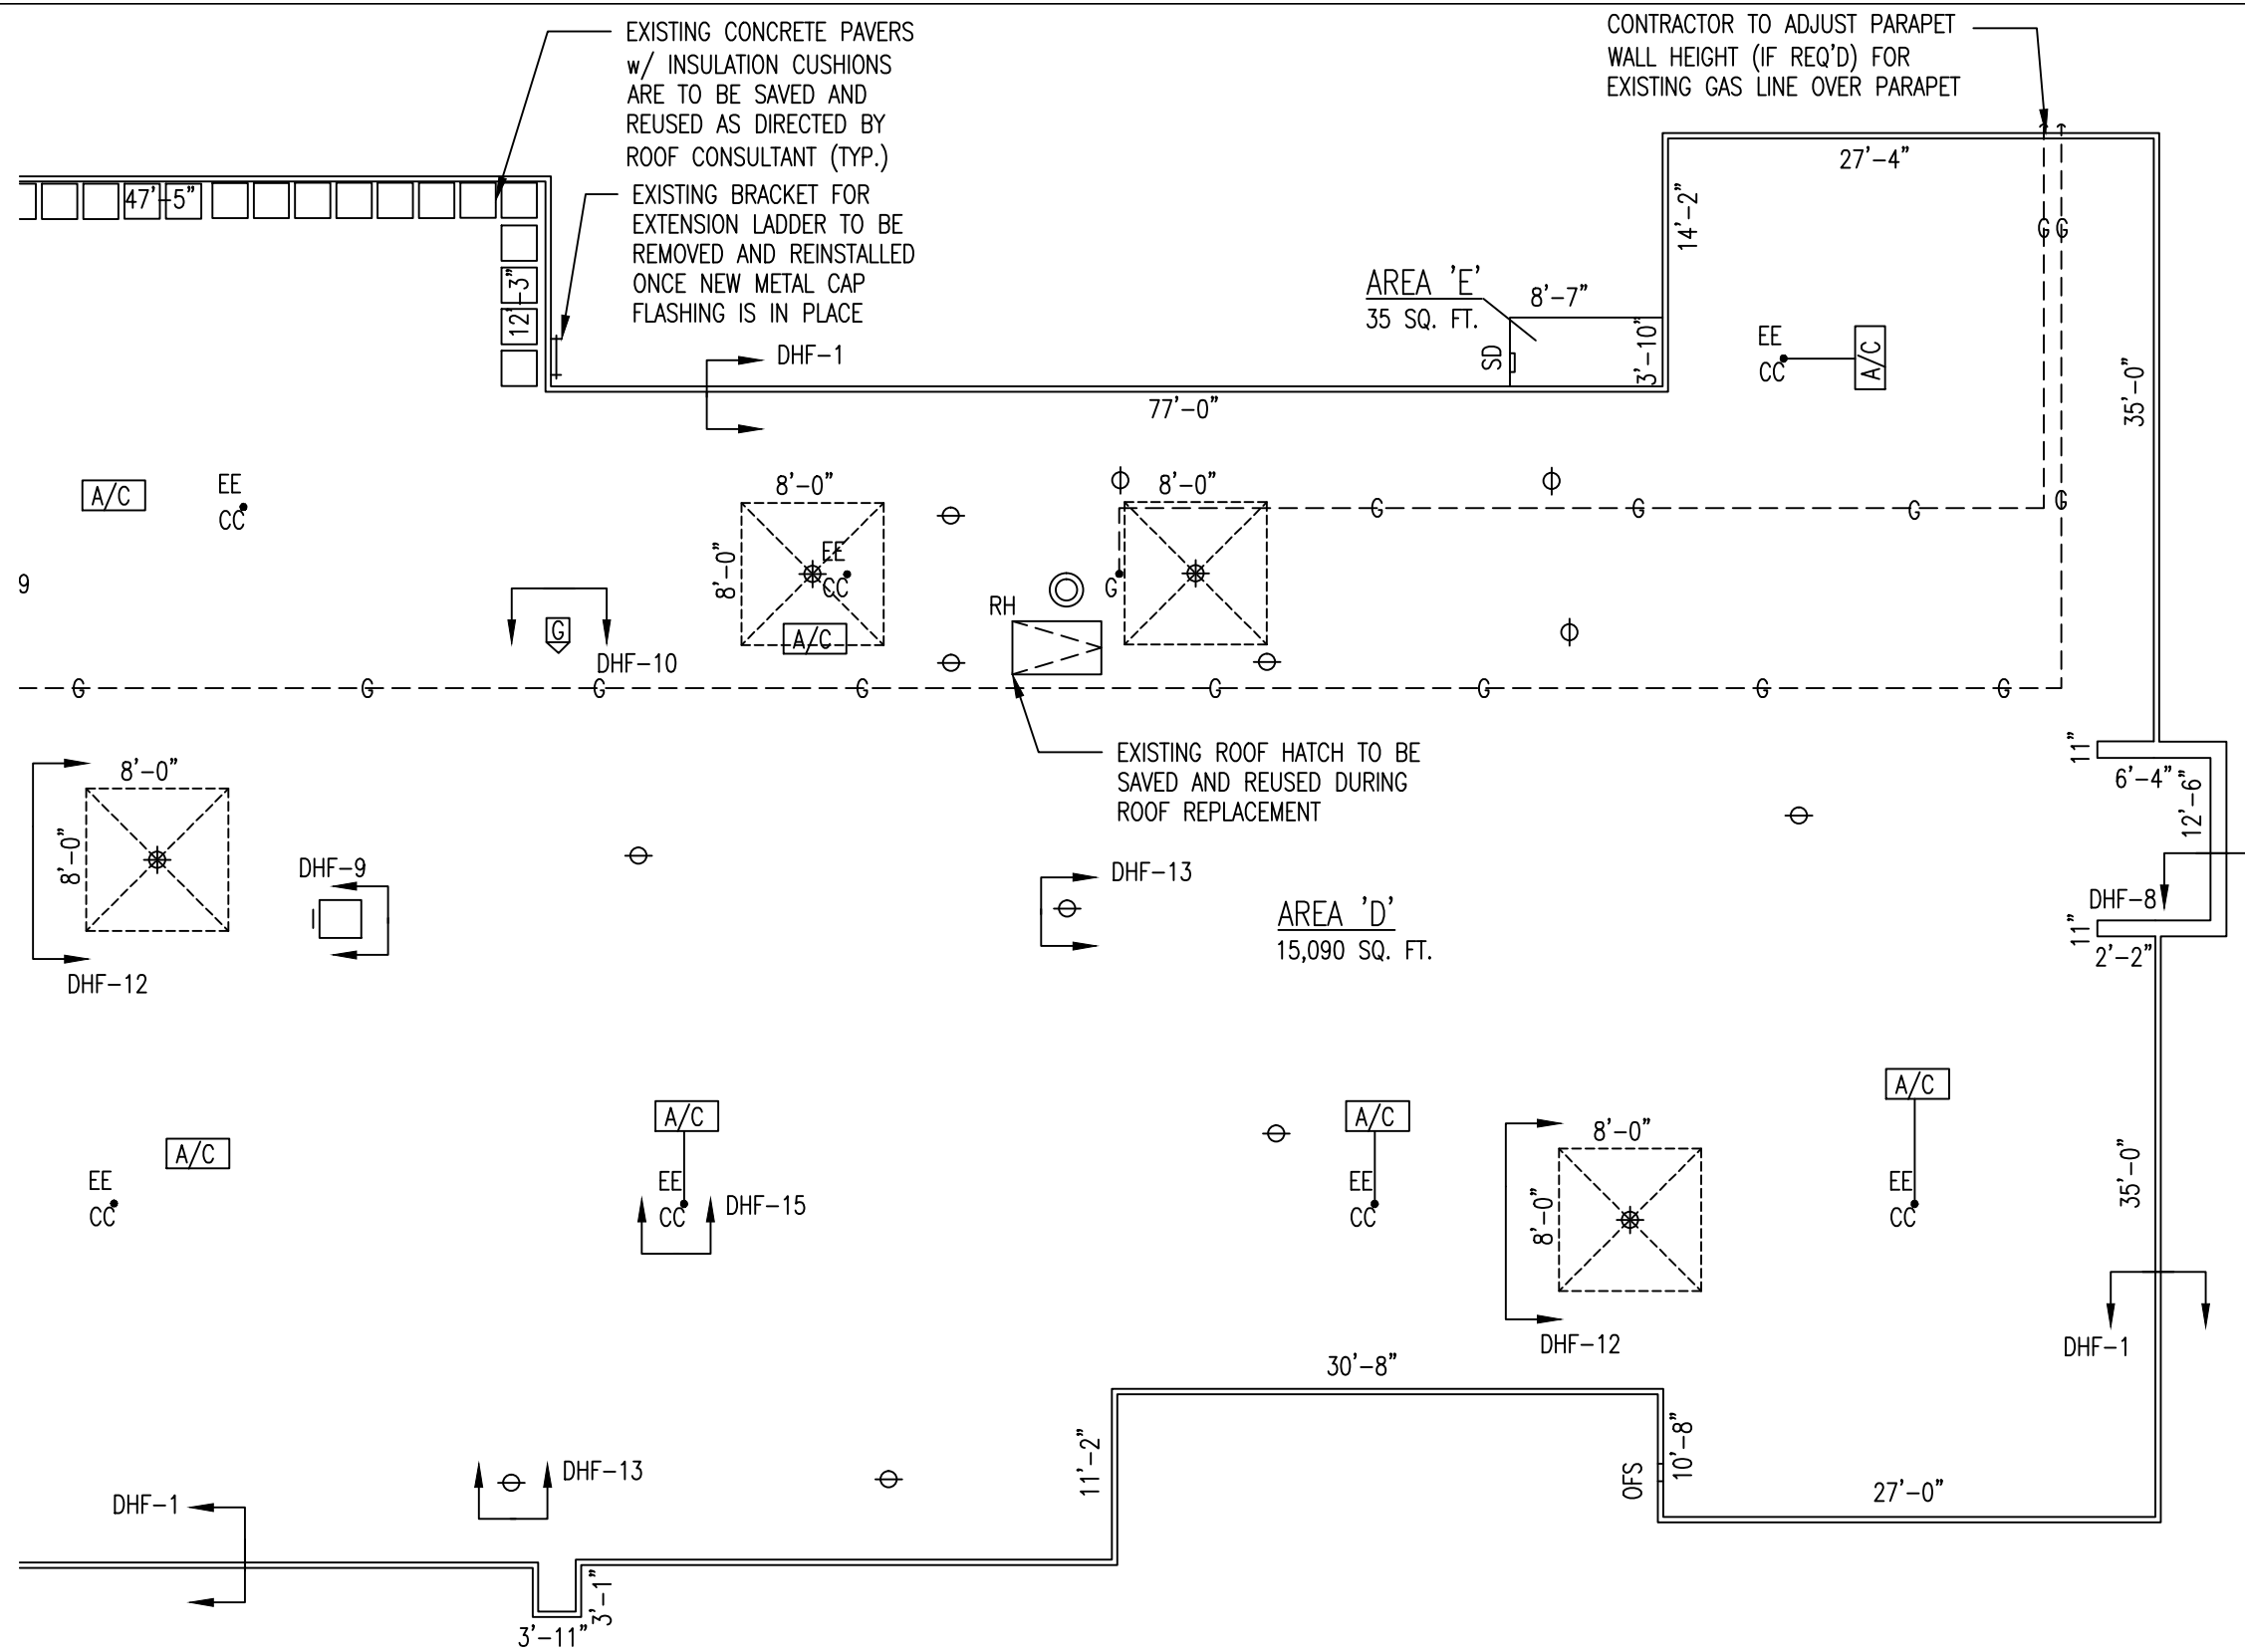 EXISTING CONCRETE PAVERS
w/ INSULATION CUSHIONS
ARE TO BE SAVED AND
REUSED AS DIRECTED BY
ROOF CONSULTANT (TYP.)
CONTRACTOR TO ADJUST PARAPET
WALL HEIGHT (IF REQ'D) FOR
EXISTING GAS LINE OVER PARAPET
27'-4"
47'-5"
EXISTING BRACKET FOR
EXTENSION LADDER TO BE
REMOVED AND REINSTALLED
ONCE NEW METAL CAP
FLASHING IS IN PLACE
14'-2"
G G
12'-3"
AREA 'E'
35 SQ. FT.
8'-7"
3'-10"
SD
EE
CC
A/C
35'-0"
DHF-1
77'-0"
A/C
EE
CC
8'-0"
8'-0"
EE
CC
A/C
8'-0"
G
G
G
G
G
9
G
DHF-10
RH
G
G
G
G
G
G
G
G
EXISTING ROOF HATCH TO BE
SAVED AND REUSED DURING
ROOF REPLACEMENT
11"
6'-4"
12'-6"
8'-0"
8'-0"
DHF-12
DHF-9
DHF-13
AREA 'D'
15,090 SQ. FT.
DHF-8
11"
2'-2"
A/C
EE
CC
A/C
EE
CC
DHF-15
A/C
EE
CC
8'-0"
8'-0"
DHF-12
A/C
EE
CC
35'-0"
DHF-1
30'-8"
11'-2"
10'-8"
OFS
27'-0"
DHF-13
DHF-1
3'-1"
3'-11"